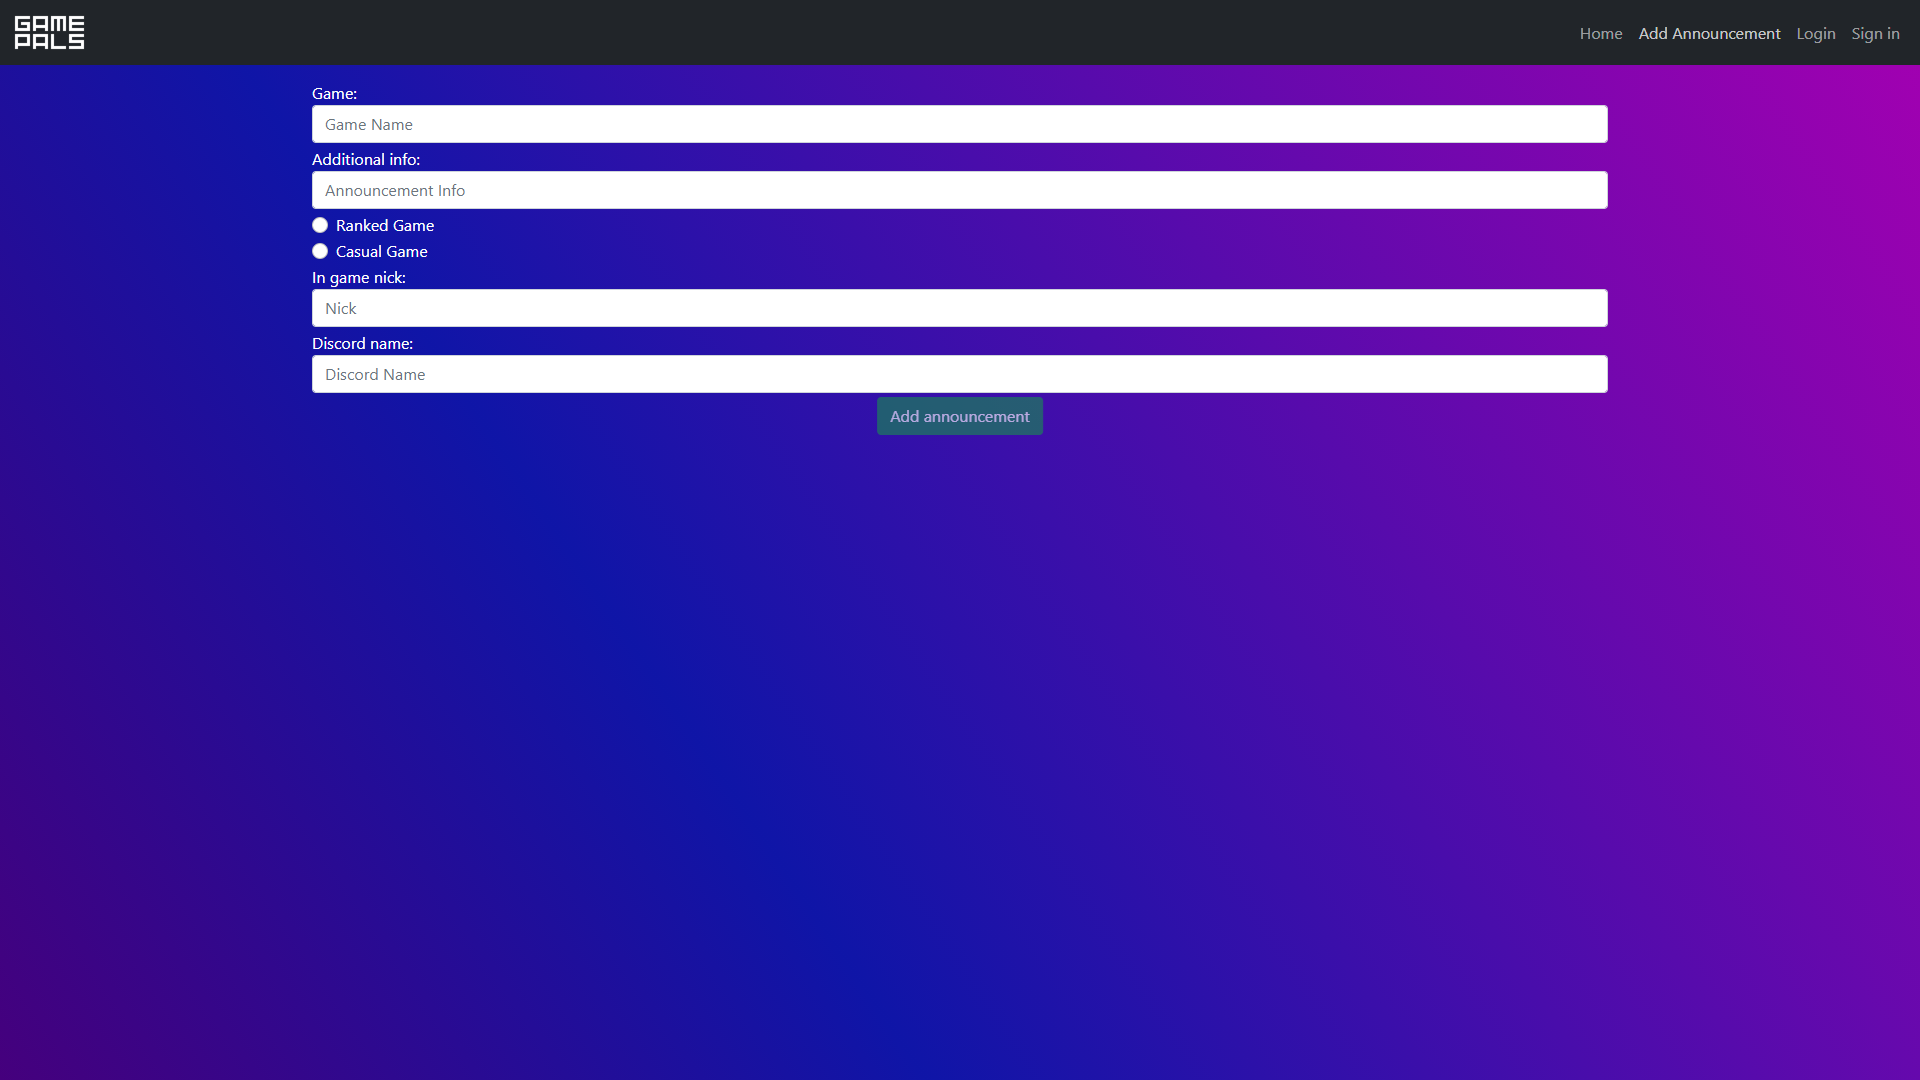 GAME
PALS
Home Add Announcement Login Sign in
Game:
Game Name
Additional info:
Announcement Info
Ranked Game
Casual Game
In game nick:
Nick
Discord name:
Discord Name
Add announcement